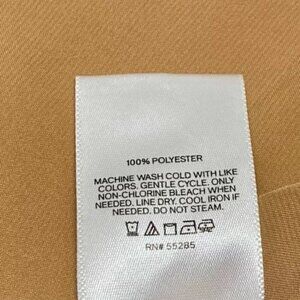 100% POLYESTER
MACHINE WASH COLD WITH LIKE
COLORS. GENTLE CYCLE. ONLY
NON-CHLORINE BLEACH WHEN
NEEDED. LINE DRY. COOL IRON IF
NEEDED. DO NOT STEAM.
RN# 55285